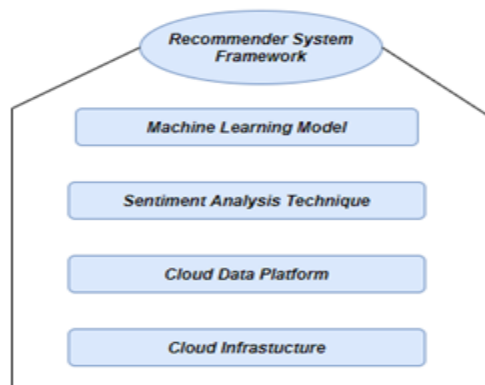 Recommender System
Framework
Machine Learning Model
Sentiment Analysis Technique
Cloud Data Platform
Cloud Infrastucture